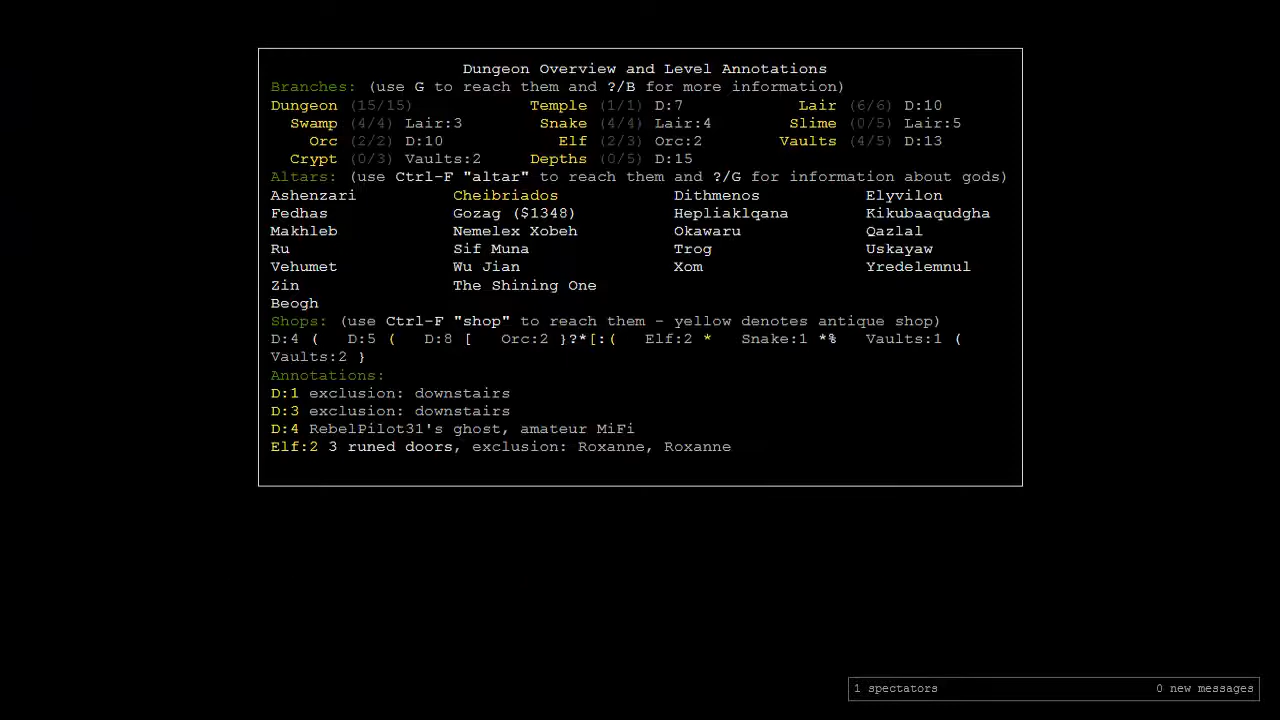 Dungeon Overview and Level Annotations
Branches: (use G to reach them and ?/B for more information)
Dungeon (15/15) Temple (1/1) D:7 Lair (6/6) D:10
Swamp (4/4) Lair:3 Snake (4/4) Lair:4 Slime (0/5) Lair:5
Orc (2/2) D:10 Elf (2/3) Orc:2 Vaults (4/5) D:13
Crypt (0/3) Vaults:2 Depths (0/5) D:15
Altars: (use Ctrl-F "altar" to reach them and ?/G for information about gods)
Ashenzari Cheibriados Dithmenos Elyvilon
Fedhas Gozag ($1348) Hepliaklqana Kikubaaqudgha
Makhleb Nemelex Xobeh Okawaru Qazlal
Ru Sif Muna Trog Uskayaw
Vehumet Wu Jian Xom Yredelemnul
Zin The Shining One
Beogh
Shops: (use Ctrl-F "shop" to reach them - yellow denotes antique shop)
D:4 ( D:5 ( D:8 [ Orc:2 }?*[:( Elf:2 * Snake:1 *% Vaults:1 (
Vaults:2 }
Annotations:
D:1 exclusion: downstairs
D:3 exclusion: downstairs
D:4 RebelPilot31's ghost, amateur MiFi
Elf:2 3 runed doors, exclusion: Roxanne, Roxanne
1 spectators 0 new messages